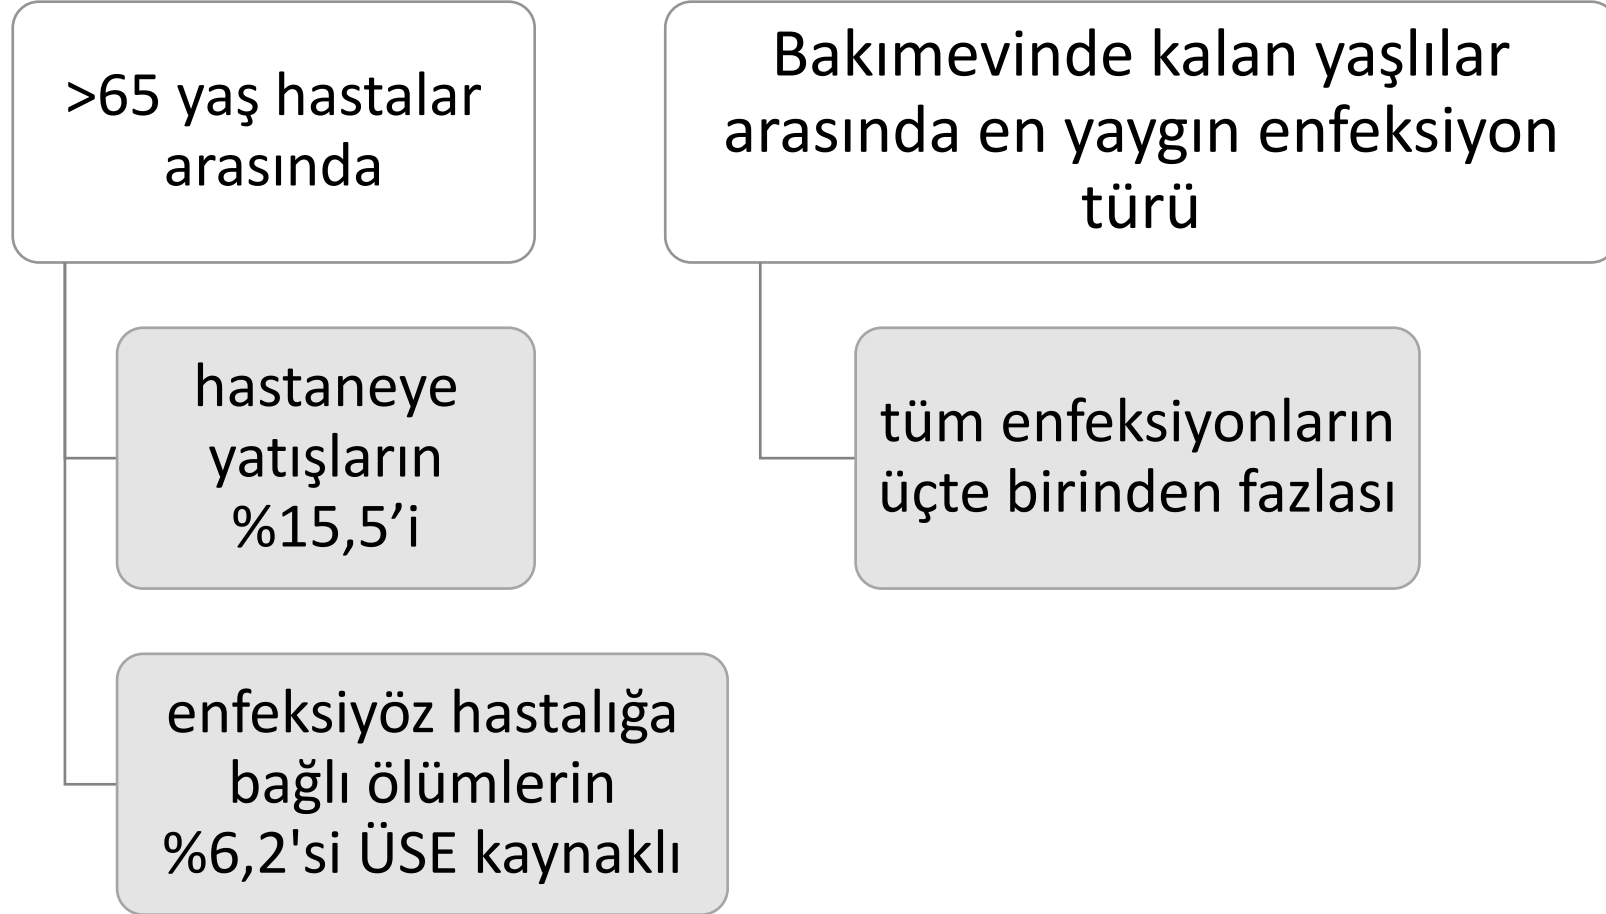 >65 yaş hastalar
arasında
hastaneye
yatışların
%15,5’i
enfeksiyöz hastalığa
bağlı ölümlerin
%6,2'si ÜSE kaynaklı
Bakımevinde kalan yaşlılar
arasında en yaygın enfeksiyon
türü
tüm enfeksiyonların
üçte birinden fazlası